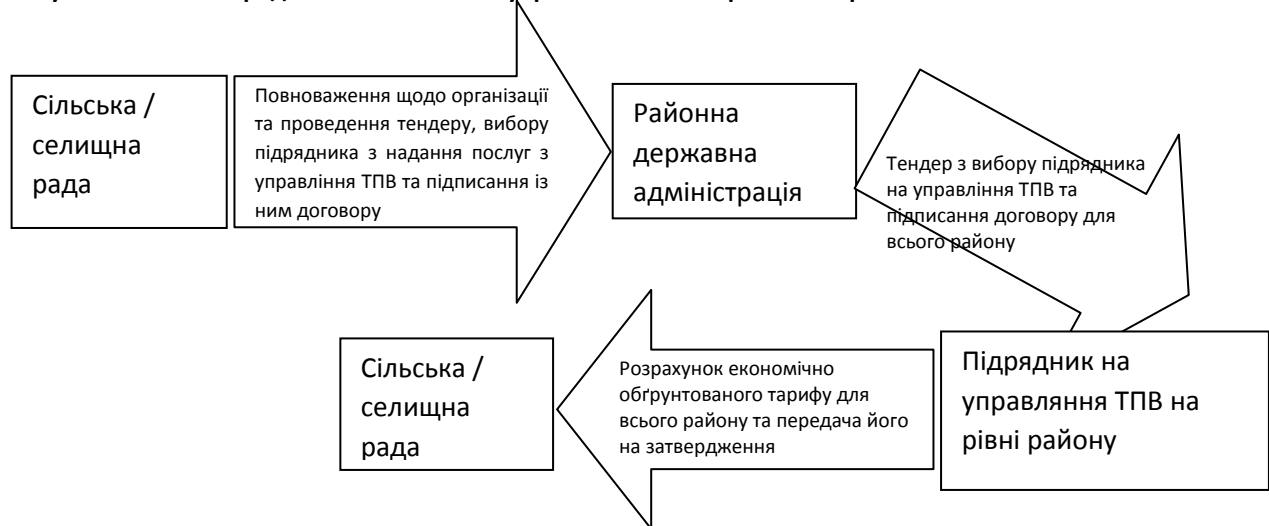 Сільська /
селищна
рада
Повноваження щодо організації
та проведення тендеру, вибору
підрядника з надання послуг з
управління ТПВ та підписання із
ним договору
Районна
державна
адміністрація
Тендер з вибору підрядника
на управління ТПВ та
підписання договору для
всього району
Підрядник на
управляння ТПВ на
рівні району
Розрахунок економічно
обґрунтованого тарифу для
всього району та передача його
на затвердження
Сільська /
селищна
рада